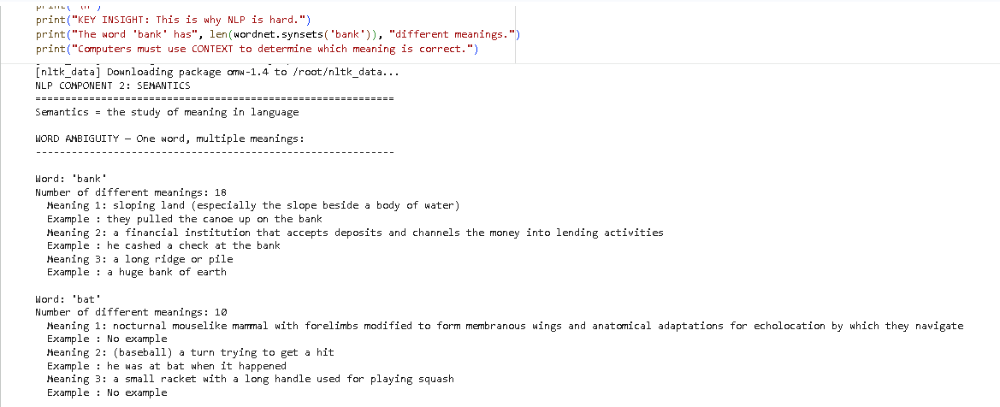 print("KEY INSIGHT: This is why NLP is hard.")
print("The word 'bank' has", len(wordnet.synsets('bank')), "different meanings.")
print("Computers must use CONTEXT to determine which meaning is correct.")
[nltk_data] Downloading package omw-1.4 to /root/nltk_data...
NLP COMPONENT 2: SEMANTICS
============================================================
Semantics = the study of meaning in language
WORD AMBIGUITY — One word, multiple meanings:
------------------------------------------------------------
Word: 'bank'
Number of different meanings: 18
Meaning 1: sloping land (especially the slope beside a body of water)
Example : they pulled the canoe up on the bank
Meaning 2: a financial institution that accepts deposits and channels the money into lending activities
Example : he cashed a check at the bank
Meaning 3: a long ridge or pile
Example : a huge bank of earth
Word: 'bat'
Number of different meanings: 10
Meaning 1: nocturnal mouselike mammal with forelimbs modified to form membranous wings and anatomical adaptations for echolocation by which they navigate
Example : No example
Meaning 2: (baseball) a turn trying to get a hit
Example : he was at bat when it happened
Meaning 3: a small racket with a long handle used for playing squash
Example : No example